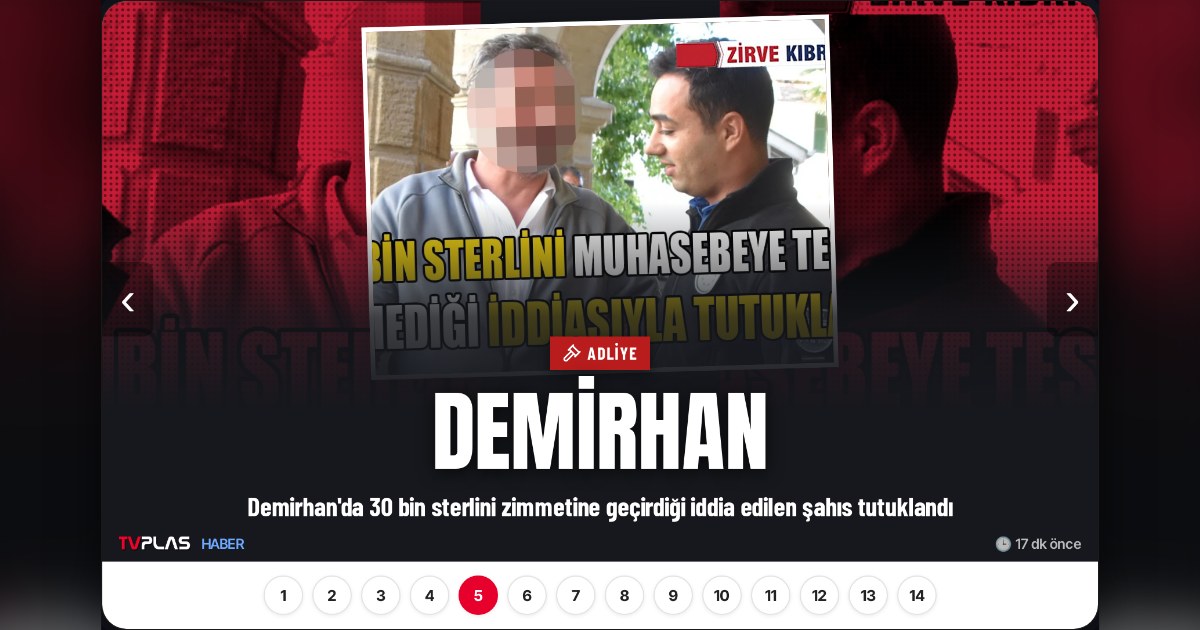 ZİRVE KIBR
BİN STERLİNİ MUHASEBEYE TE
MEDİĞİ İDDİASIYLA TUTUKLA
ADLİYE
DEMİRHAN
Demirhan'da 30 bin sterlini zimmetine geçirdiği iddia edilen şahıs tutuklandı
TVPLAS HABER
17 dk önce
1 2 3 4 5 6 7 8 9 10 11 12 13 14